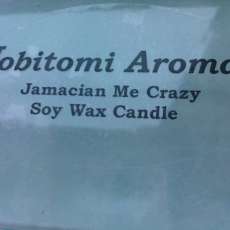 obitomi Aroma
Jamacian Me Crazy
Soy Wax Candle